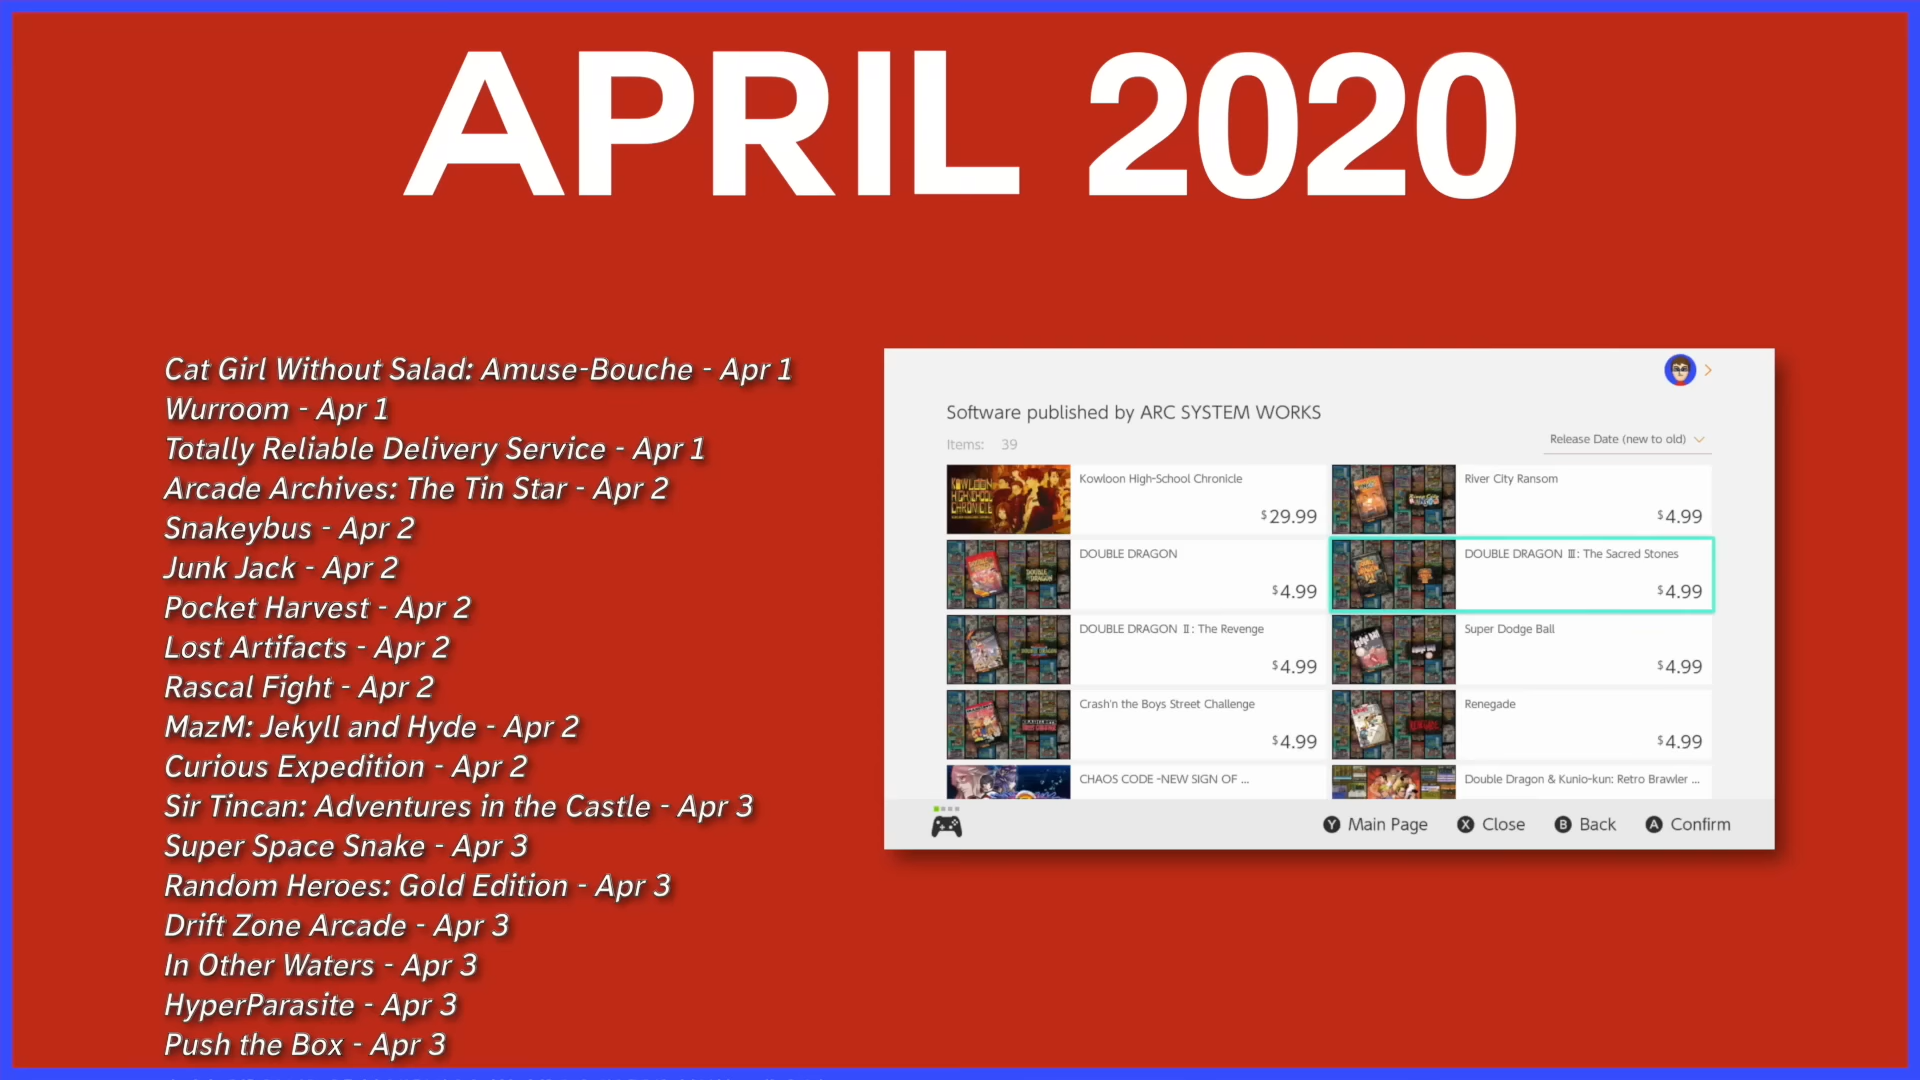 APRIL 2020
Cat Girl Without Salad: Amuse-Bouche - Apr 1
Wurroom - Apr 1
Totally Reliable Delivery Service - Apr 1
Arcade Archives: The Tin Star - Apr 2
Snakeybus - Apr 2
Junk Jack - Apr 2
Pocket Harvest - Apr 2
Lost Artifacts - Apr 2
Rascal Fight - Apr 2
MazM: Jekyll and Hyde - Apr 2
Curious Expedition - Apr 2
Sir Tincan: Adventures in the Castle - Apr 3
Super Space Snake - Apr 3
Random Heroes: Gold Edition - Apr 3
Drift Zone Arcade - Apr 3
In Other Waters - Apr 3
HyperParasite - Apr 3
Push the Box - Apr 3
Software published by ARC SYSTEM WORKS
Items: 39
Release Date (new to old)
KOWLOON
HIGH-SCHOOL
CHRONICLE
Kowloon High-School Chronicle
$29.99
River City Ransom
$4.99
DOUBLE DRAGON
$4.99
DOUBLE DRAGON Ⅲ: The Sacred Stones
$4.99
DOUBLE DRAGON Ⅱ: The Revenge
$4.99
Super Dodge Ball
$4.99
Crash'n the Boys Street Challenge
$4.99
Renegade
$4.99
CHAOS CODE -NEW SIGN OF ...
Double Dragon & Kunio-kun: Retro Brawler ...
Y Main Page X Close B Back A Confirm